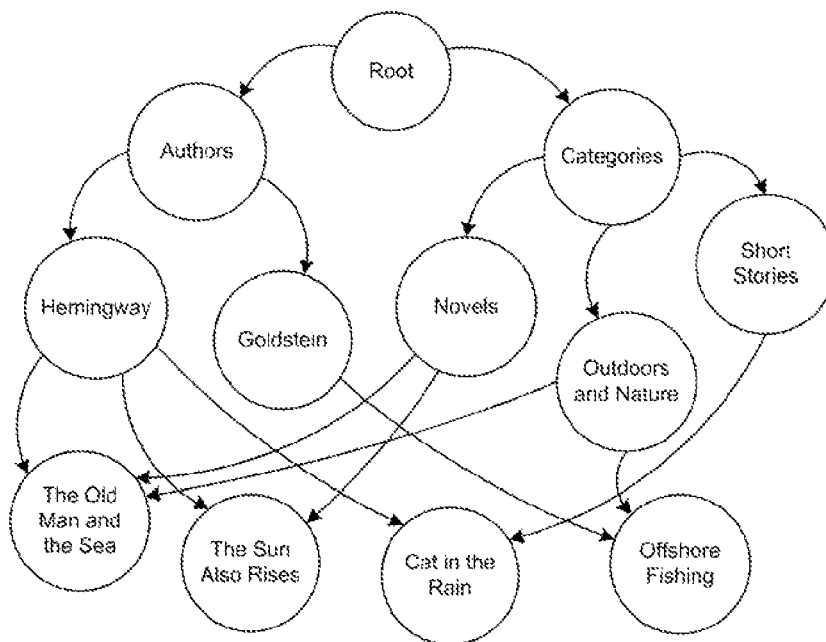 Root
Authors
Categories
Short
Stories
Hemingway
Novels
Goldstein
Outdoors
and Nature
The Old
Man and
the Sea
The Sun
Also Rises
Cat in the
Rain
Offshore
Fishing